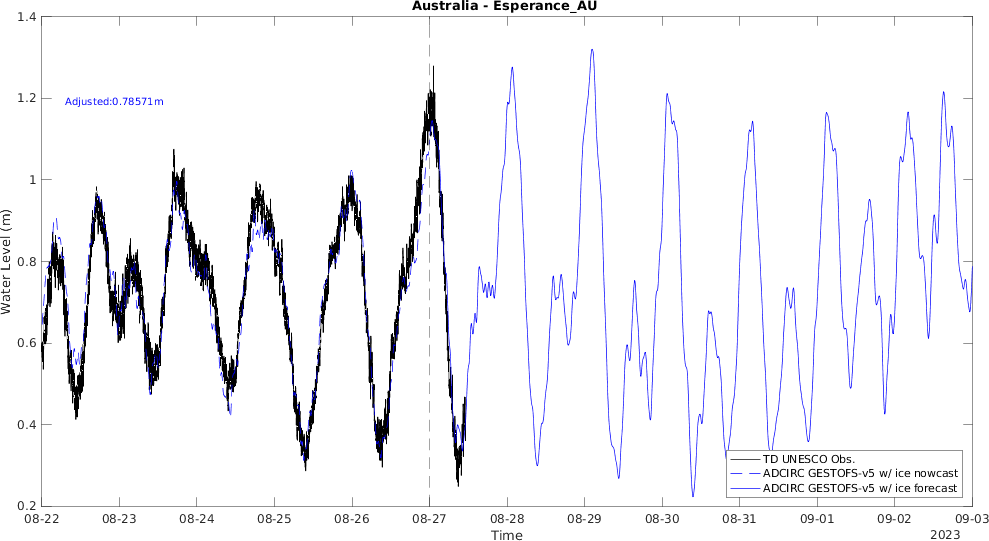 Australia - Esperance_AU
1.4
1.2
1
0.8
0.6
0.4
0.2
Water Level (m)
Adjusted:0.78571m
TD UNESCO Obs.
ADCIRC GESTOFS-v5 w/ ice nowcast
ADCIRC GESTOFS-v5 w/ ice forecast
08-22 08-23 08-24 08-25 08-26 08-27 08-28 08-29 08-30 08-31 09-01 09-02 09-03
Time
2023